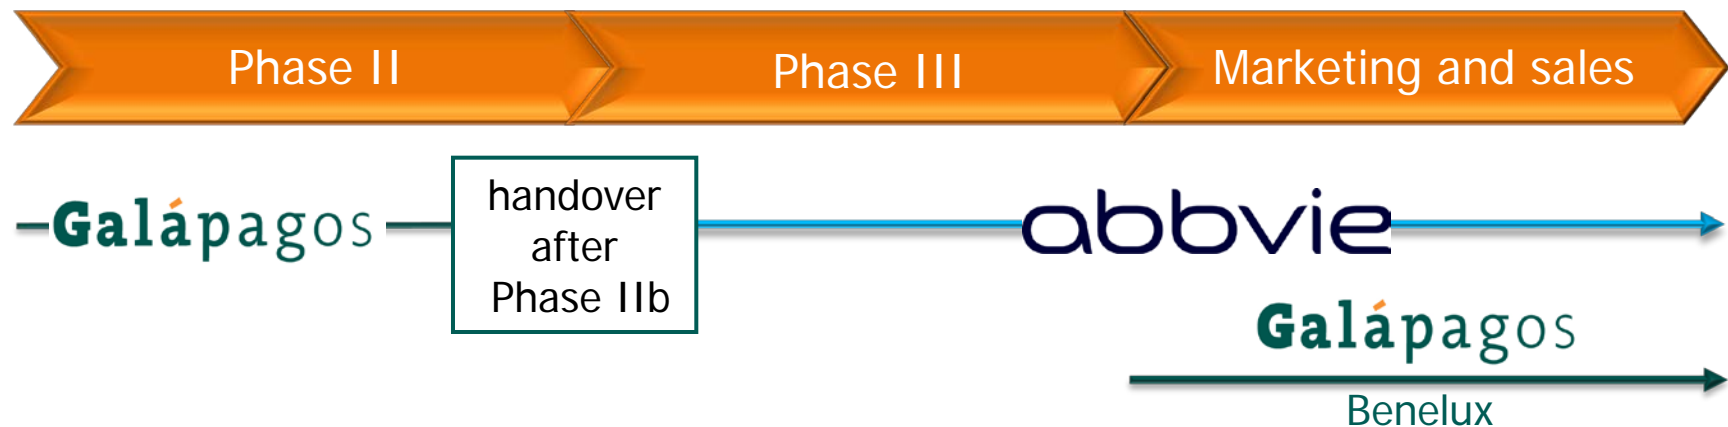 Phase II
Phase III
Marketing and sales
Galápagos
handover
after
Phase IIb
abbvie
Galápagos
Benelux